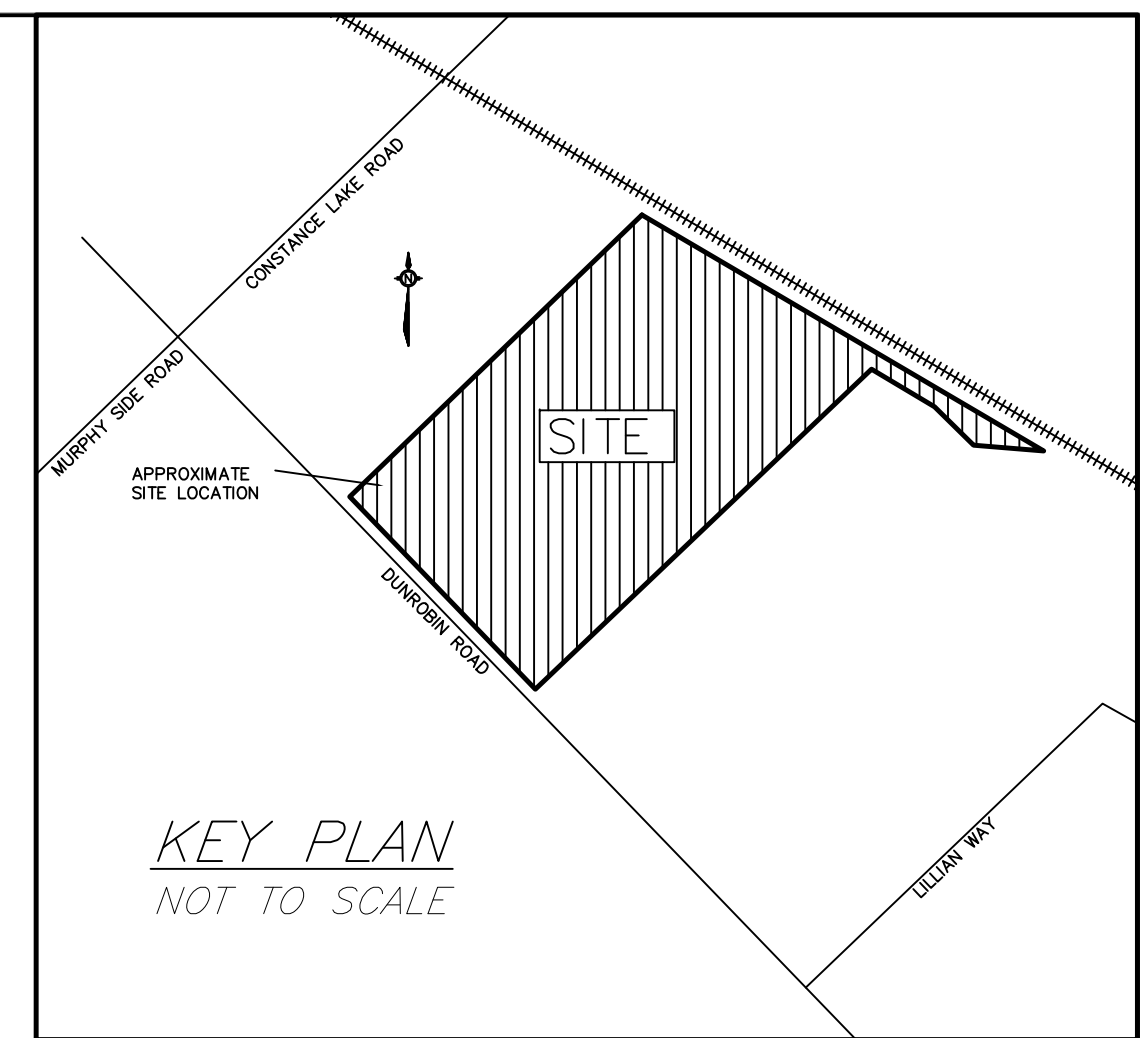 CONSTANCE LAKE ROAD
N
MURPHY SIDE ROAD
SITE
APPROXIMATE
SITE LOCATION
DUNROBIN ROAD
KEY PLAN
NOT TO SCALE
LILLIAN WAY